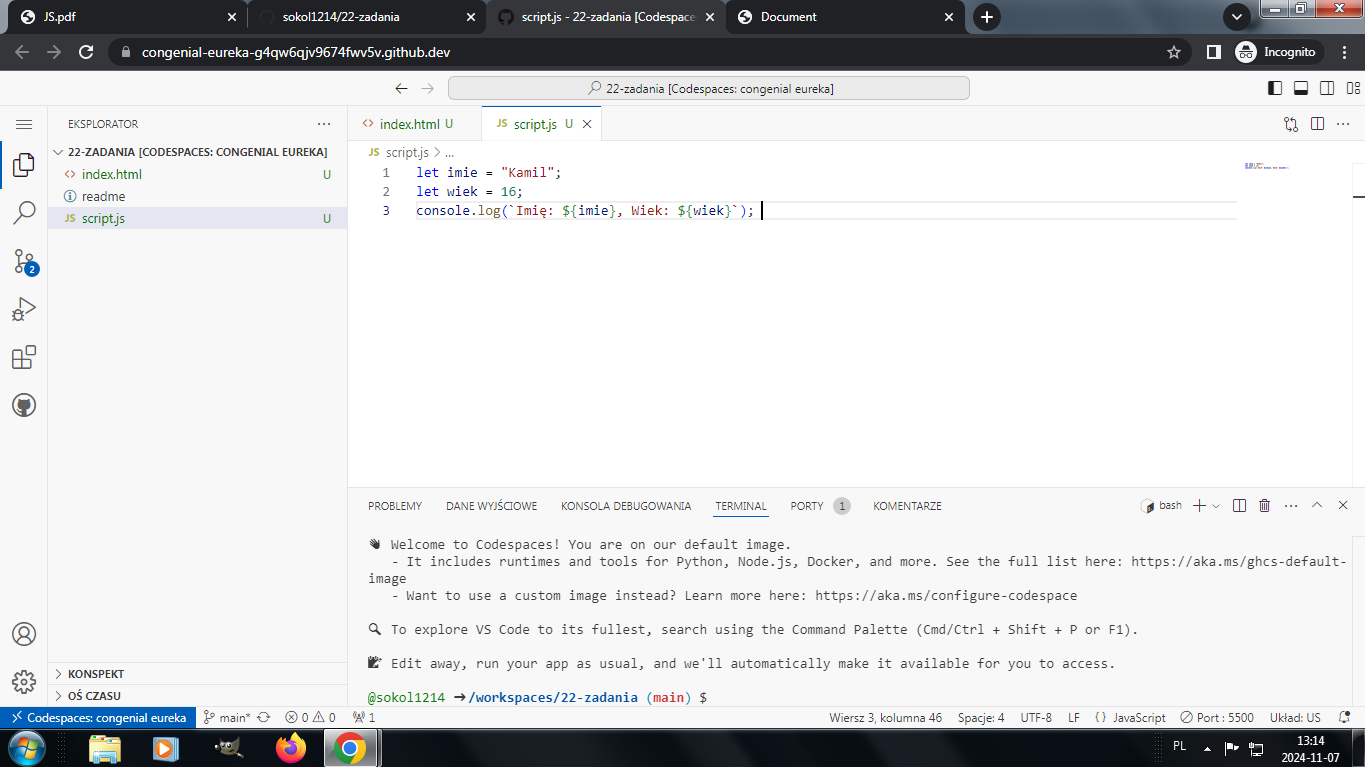 JS.pdf
sokol1214/22-zadania
script.js - 22-zadania [Codespaces
Document
congenial-eureka-g4qw6qjv9674fwv5v.github.dev
Incognito
22-zadania [Codespaces: congenial eureka]
EKSPLORATOR
22-ZADANIA [CODESPACES: CONGENIAL EUREKA]
index.html U
readme
script.js U
2
KONSPEKT
OŚ CZASU
index.html U
JS script.js U
JS script.js > ...
1 let imie = "Kamil";
2 let wiek = 16;
3 console.log(`Imię: ${imie}, Wiek: ${wiek}`);
PROBLEMY DANE WYJŚCIOWE KONSOLA DEBUGOWANIA TERMINAL PORTY 1 KOMENTARZE
bash
Welcome to Codespaces! You are on our default image.
- It includes runtimes and tools for Python, Node.js, Docker, and more. See the full list here: https://aka.ms/ghcs-default-
image
- Want to use a custom image instead? Learn more here: https://aka.ms/configure-codespace
To explore VS Code to its fullest, search using the Command Palette (Cmd/Ctrl + Shift + P or F1).
Edit away, run your app as usual, and we'll automatically make it available for you to access.
@sokol1214 ➜/workspaces/22-zadania (main) $
Codespaces: congenial eureka main* 0 0 1 Wiersz 3, kolumna 46 Spacje: 4 UTF-8 LF {} JavaScript Port : 5500 Układ: US
PL
13:14
2024-11-07